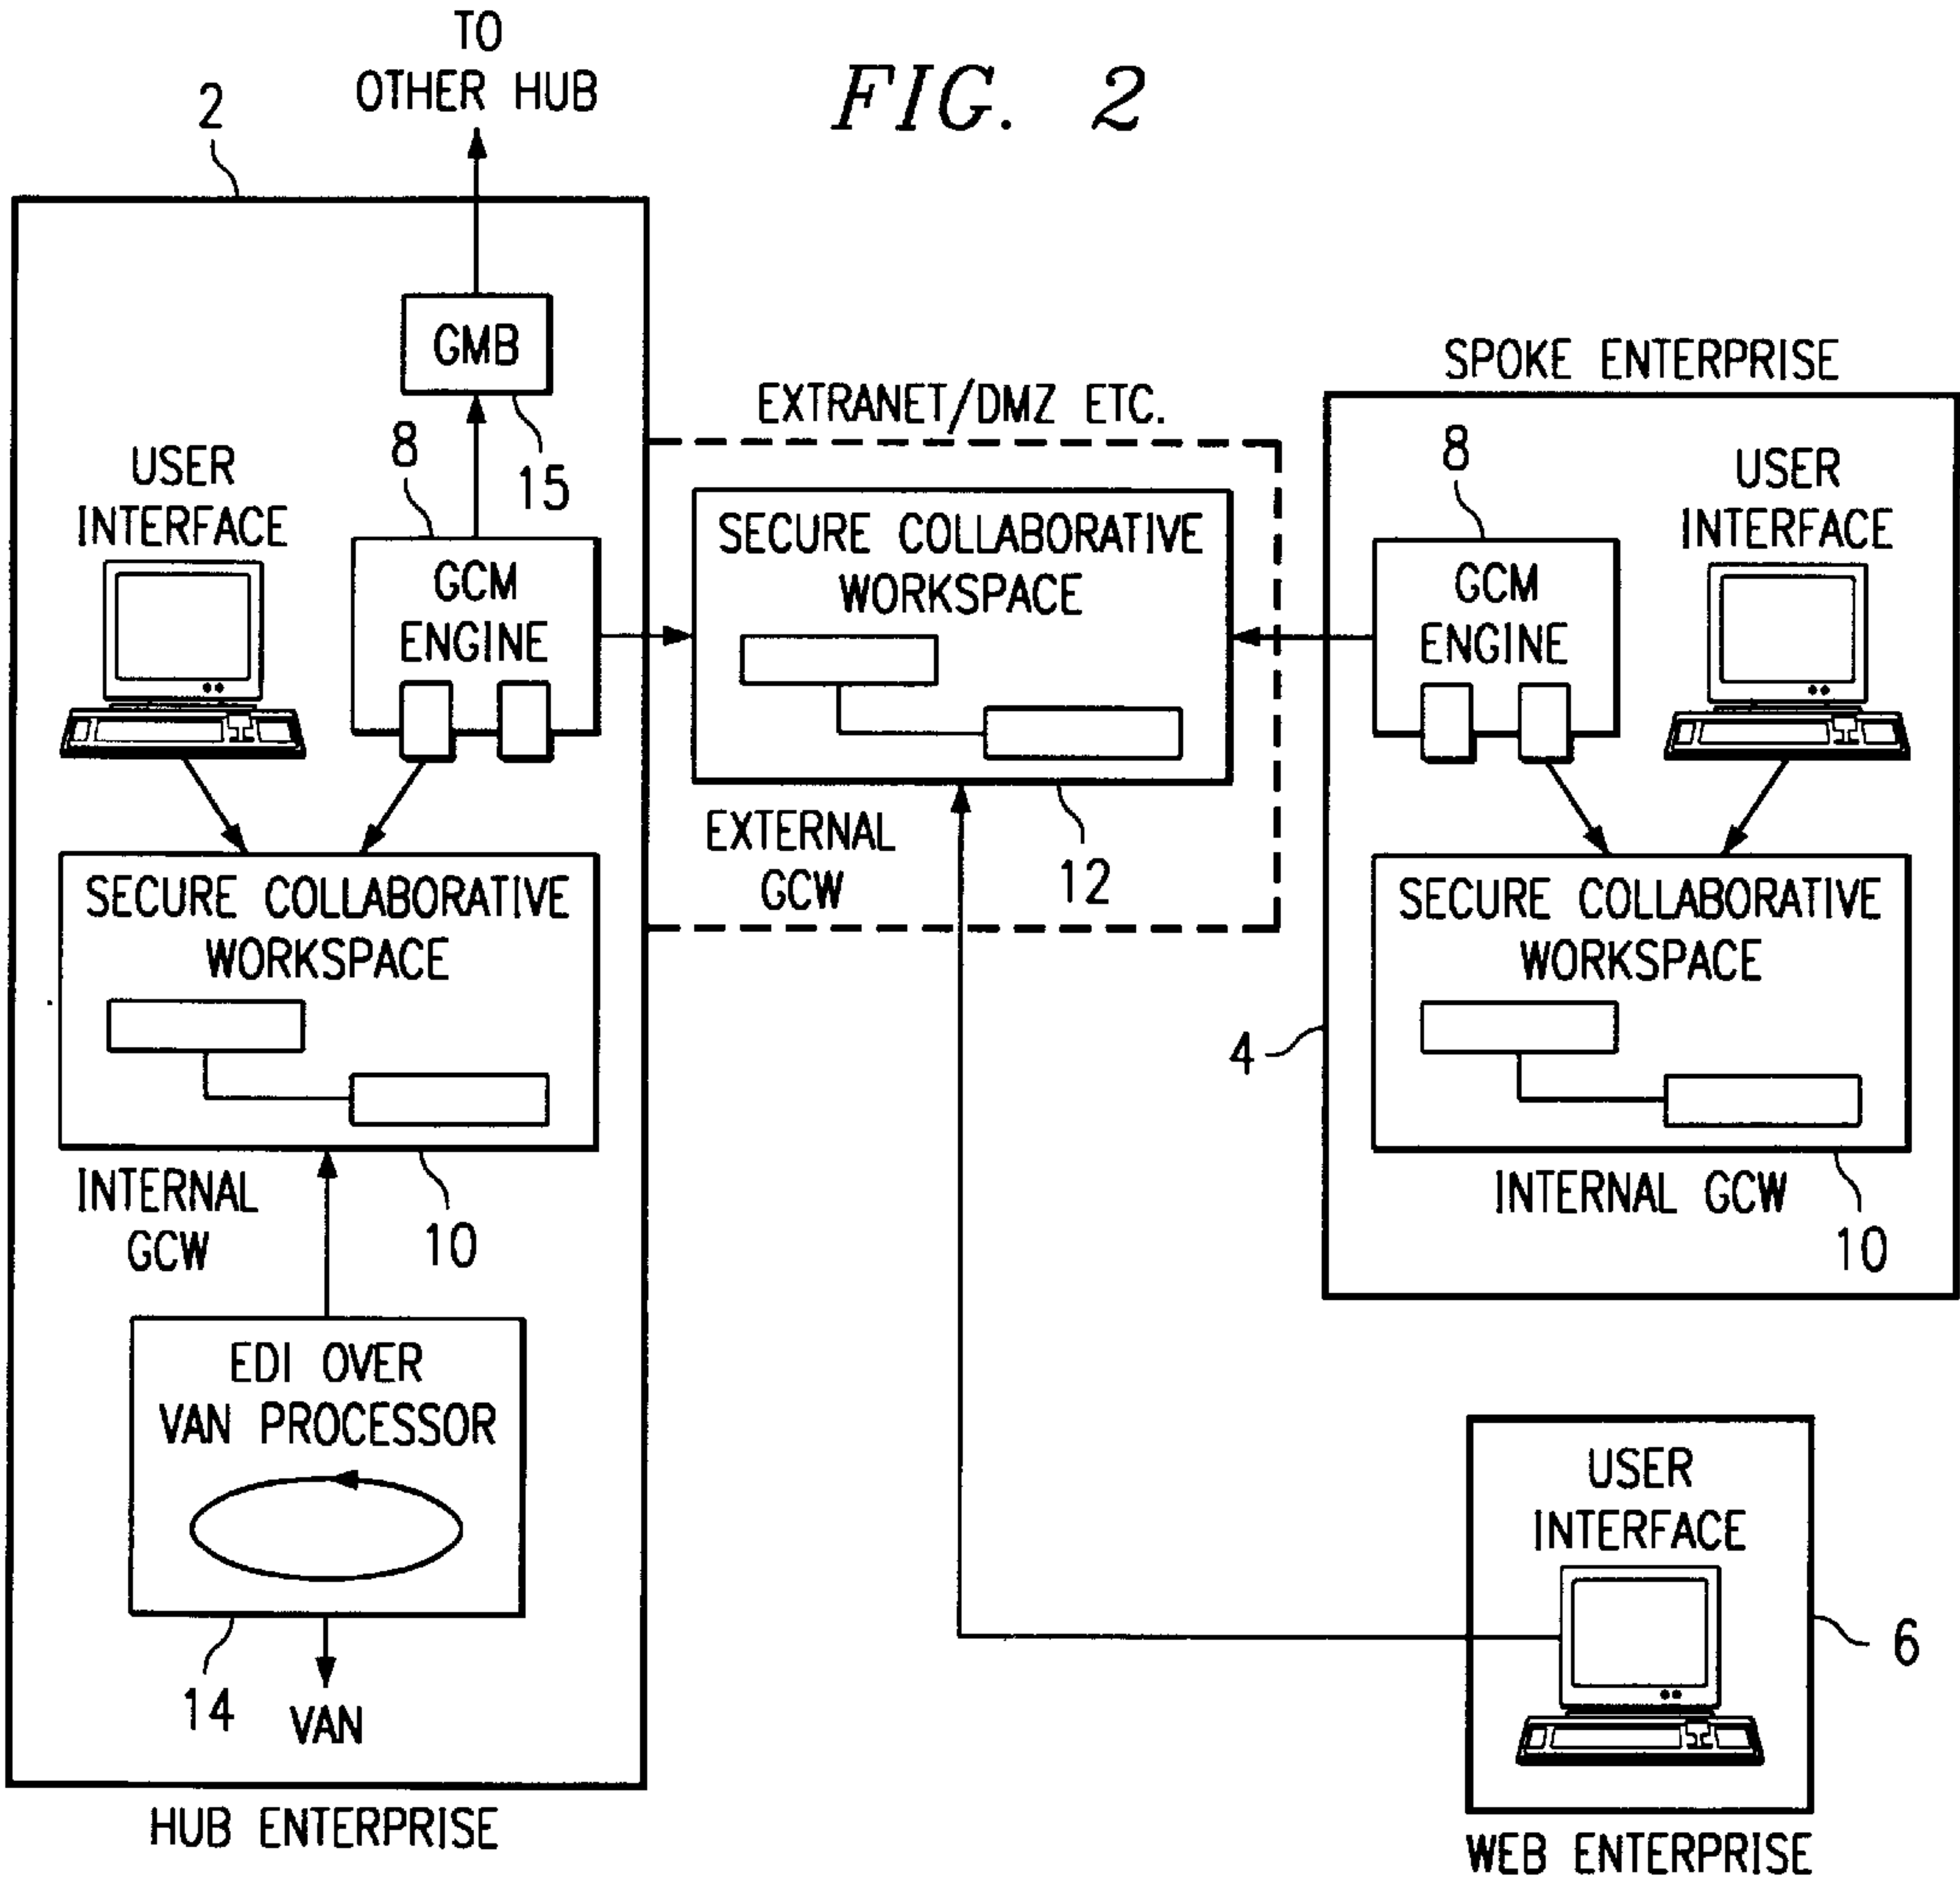 TO
OTHER HUB
FIG. 2
2
GMB
15
8
USER
INTERFACE
GCM
ENGINE
EXTRANET/DMZ ETC.
SECURE COLLABORATIVE
WORKSPACE
EXTERNAL
GCW
12
SPOKE ENTERPRISE
8
USER
INTERFACE
GCM
ENGINE
SECURE COLLABORATIVE
WORKSPACE
INTERNAL GCW
10
4
SECURE COLLABORATIVE
WORKSPACE
INTERNAL
GCW
10
EDI OVER
VAN PROCESSOR
14
VAN
HUB ENTERPRISE
USER
INTERFACE
6
WEB ENTERPRISE